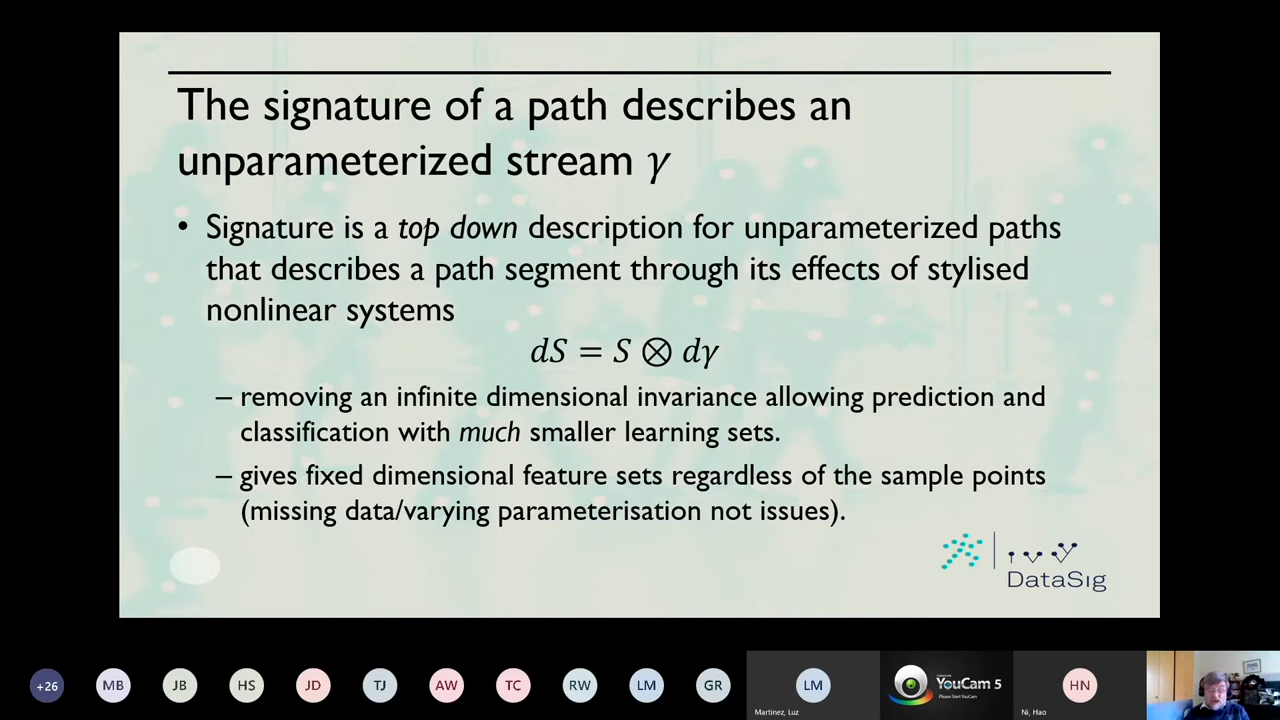 The signature of a path describes an
unparameterized stream γ
• Signature is a top down description for unparameterized paths
that describes a path segment through its effects of stylised
nonlinear systems
dS = S ⊗ dγ
– removing an infinite dimensional invariance allowing prediction and
classification with much smaller learning sets.
– gives fixed dimensional feature sets regardless of the sample points
(missing data/varying parameterisation not issues).
DataSig
+26 MB JB HS JD TJ AW TC RW LM GR LM YouCam 5 HN
Please Start YouCam
Martinez, Luz Ni, Hao